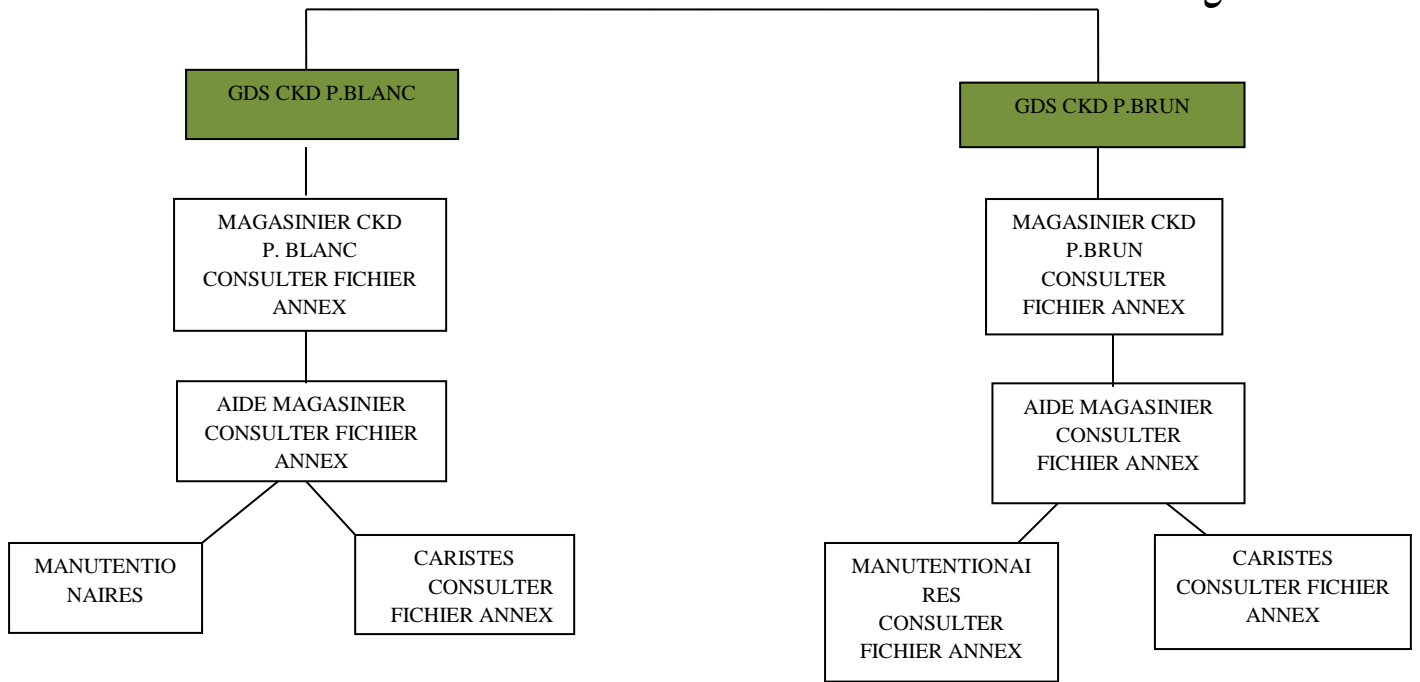 GDS CKD P.BLANC
GDS CKD P.BRUN
MAGASINIER CKD
P. BLANC
CONSULTER FICHIER
ANNEX
MAGASINIER CKD
P.BRUN
CONSULTER
FICHIER ANNEX
AIDE MAGASINIER
CONSULTER FICHIER
ANNEX
AIDE MAGASINIER
CONSULTER
FICHIER ANNEX
MANUTENTIO
NAIRES
CARISTES
CONSULTER
FICHIER ANNEX
MANUTENTIONAI
RES
CONSULTER
FICHIER ANNEX
CARISTES
CONSULTER FICHIER
ANNEX